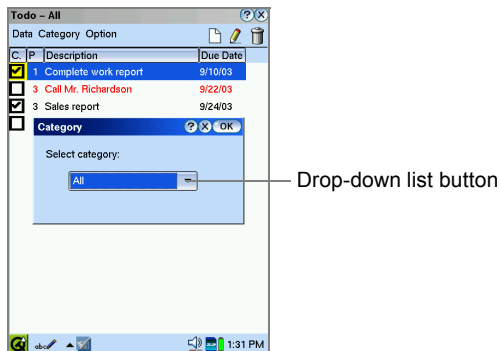 Todo – All ? X
Data Category Option
C. P Description Due Date
1 Complete work report 9/10/03
3 Call Mr. Richardson 9/22/03
3 Sales report 9/24/03
Category ? X OK
Select category:
All
Drop-down list button
abc 1:31 PM